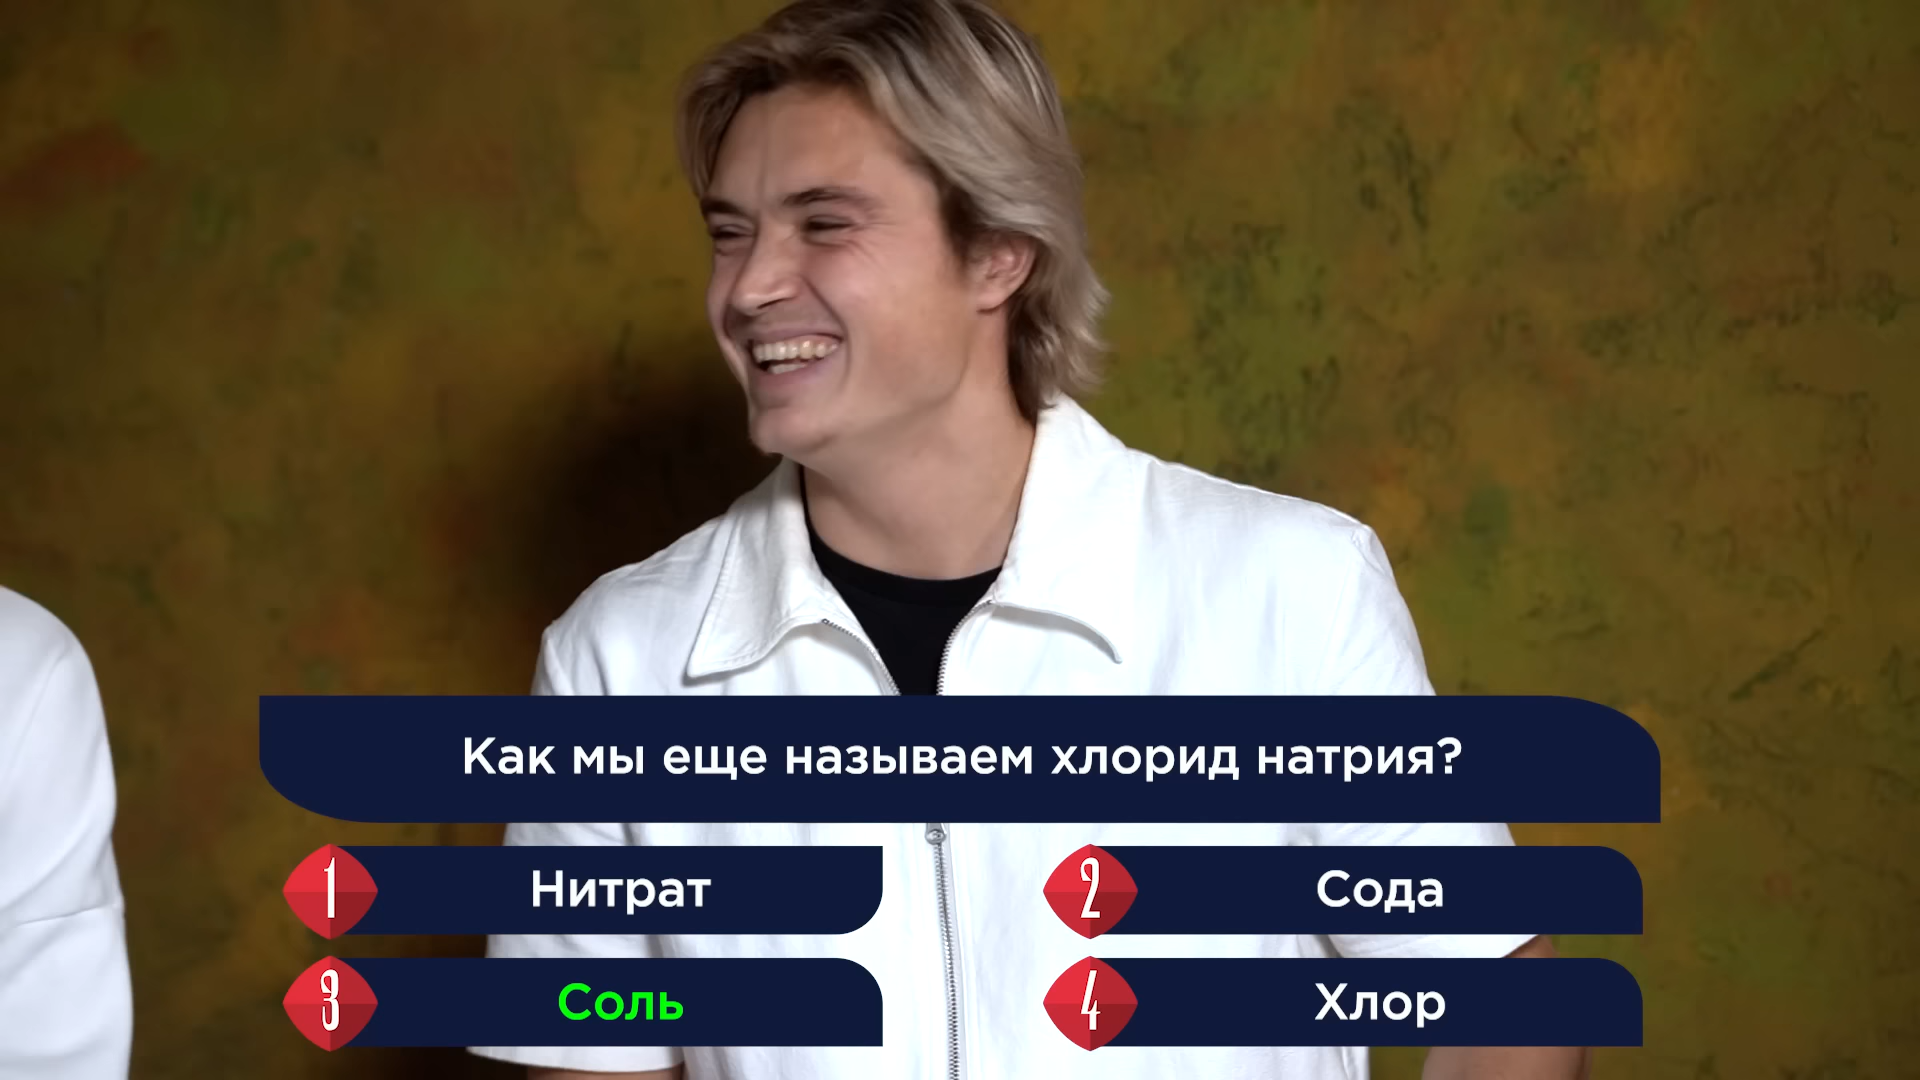 Как мы еще называем хлорид натрия?
1 Нитрат
2 Сода
3 Соль
4 Хлор